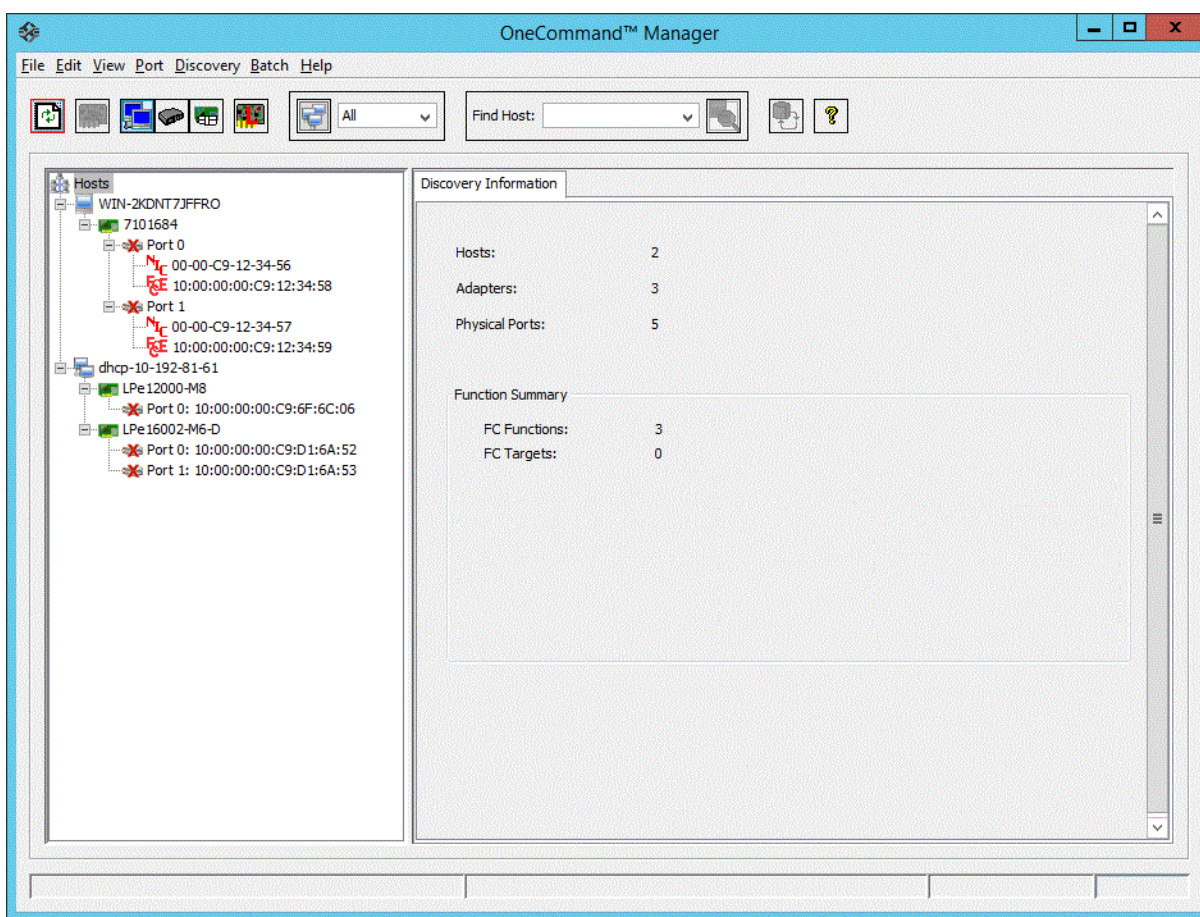 OneCommand™ Manager
File Edit View Port Discovery Batch Help
All
Find Host:
Hosts
WIN-2KDNT7JFFRO
7101684
Port 0
NIC 00-00-C9-12-34-56
FCoE 10:00:00:00:C9:12:34:58
Port 1
NIC 00-00-C9-12-34-57
FCoE 10:00:00:00:C9:12:34:59
dhcp-10-192-81-61
LPe12000-M8
Port 0: 10:00:00:00:C9:6F:6C:06
LPe16002-M6-D
Port 0: 10:00:00:00:C9:D1:6A:52
Port 1: 10:00:00:00:C9:D1:6A:53
Discovery Information
Hosts: 2
Adapters: 3
Physical Ports: 5
Function Summary
FC Functions: 3
FC Targets: 0